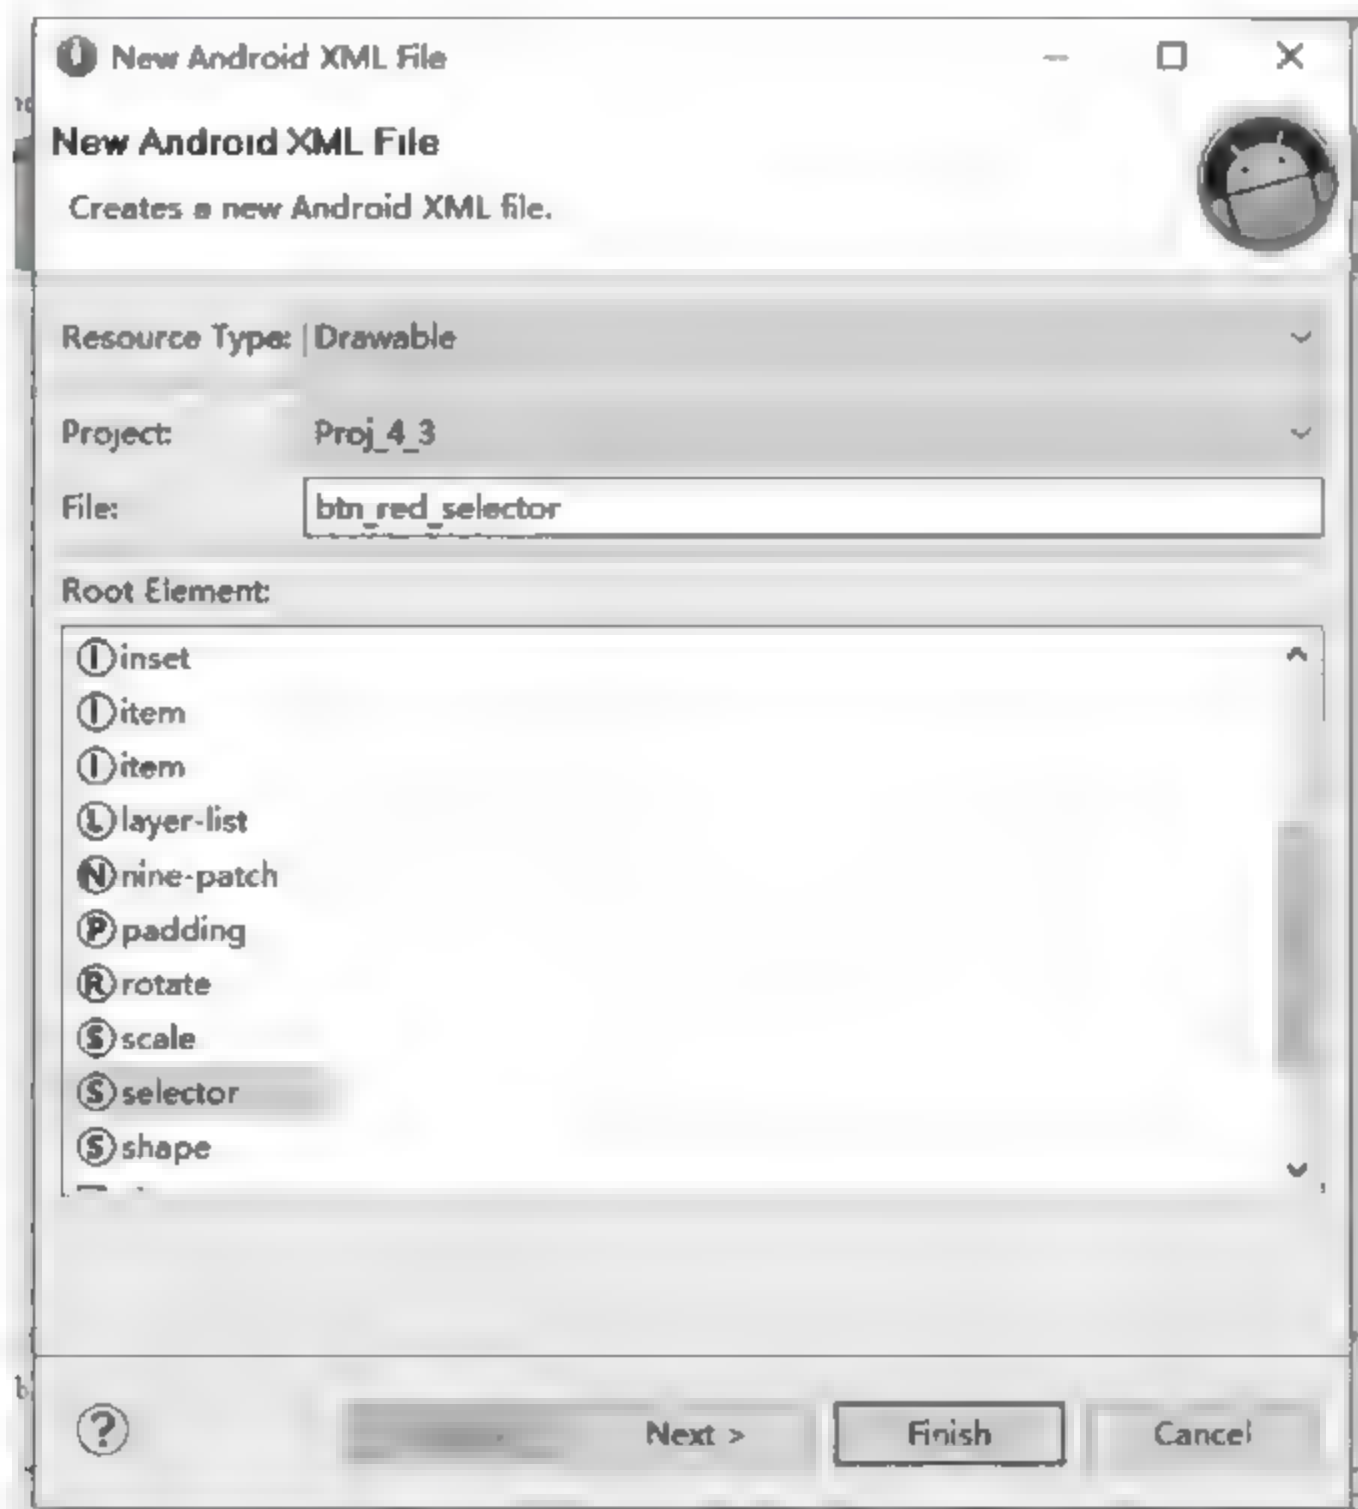 New Android XML File
New Android XML File
Creates a new Android XML file.
Resource Type: Drawable
Project: Proj_4_3
File: btn_red_selector
Root Element:
I inset
I item
I item
L layer-list
N nine-patch
P padding
R rotate
S scale
S selector
S shape
? Next > Finish Cancel